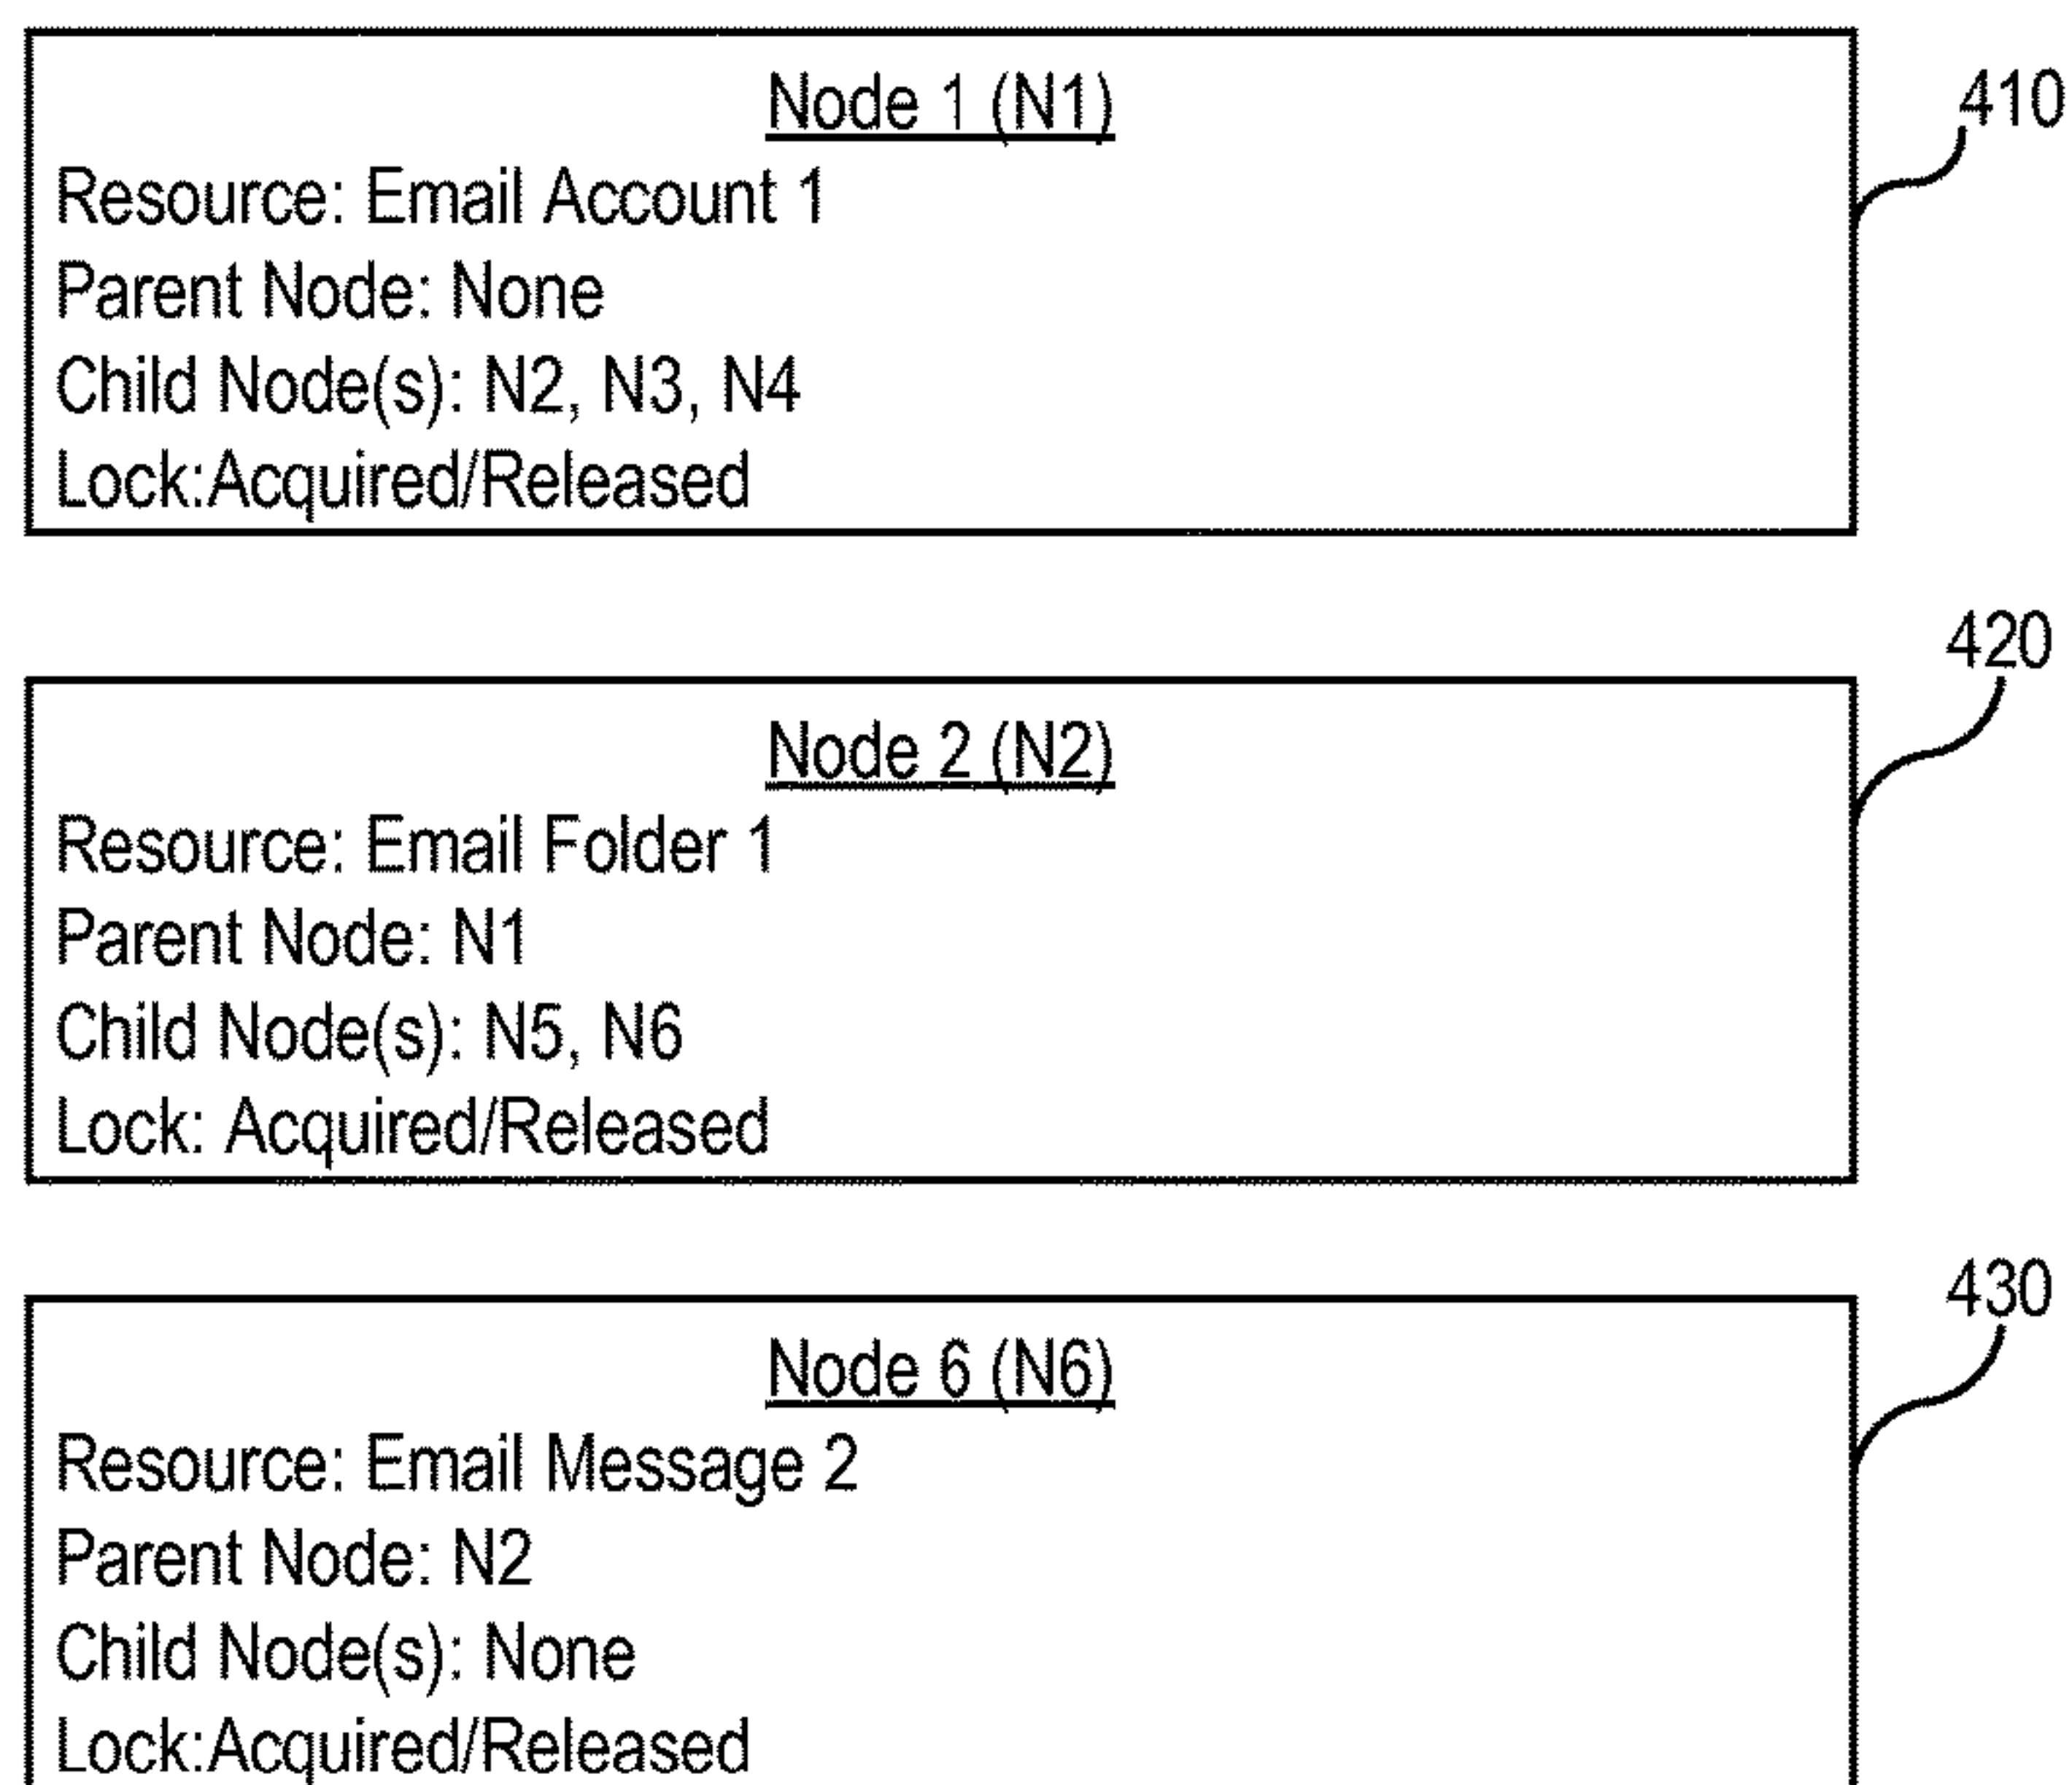 Node 1 (N1)
410
Resource: Email Account 1
Parent Node: None
Child Node(s): N2, N3, N4
Lock:Acquired/Released
420
Node 2 (N2)
Resource: Email Folder 1
Parent Node: N1
Child Node(s): N5, N6
Lock: Acquired/Released
430
Node 6 (N6)
Resource: Email Message 2
Parent Node: N2
Child Node(s): None
Lock:Acquired/Released